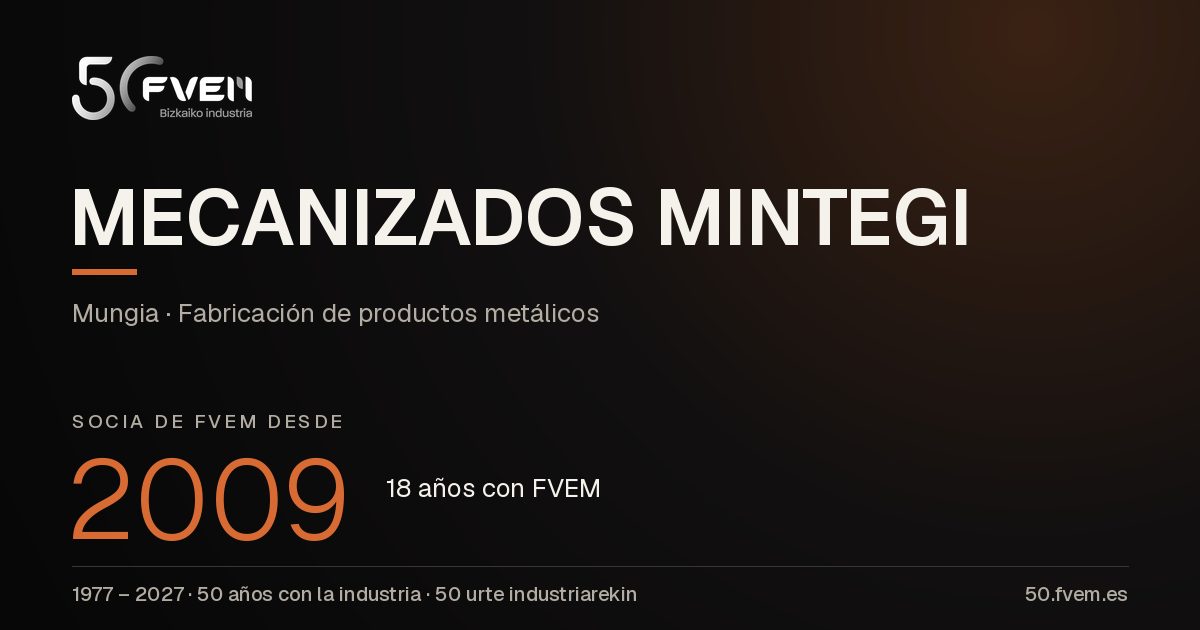 50 FVEM
Bizkaiko industria
MECANIZADOS MINTEGI
Mungia · Fabricación de productos metálicos
SOCIA DE FVEM DESDE
2009
18 años con FVEM
1977 – 2027 · 50 años con la industria · 50 urte industriarekin
50.fvem.es